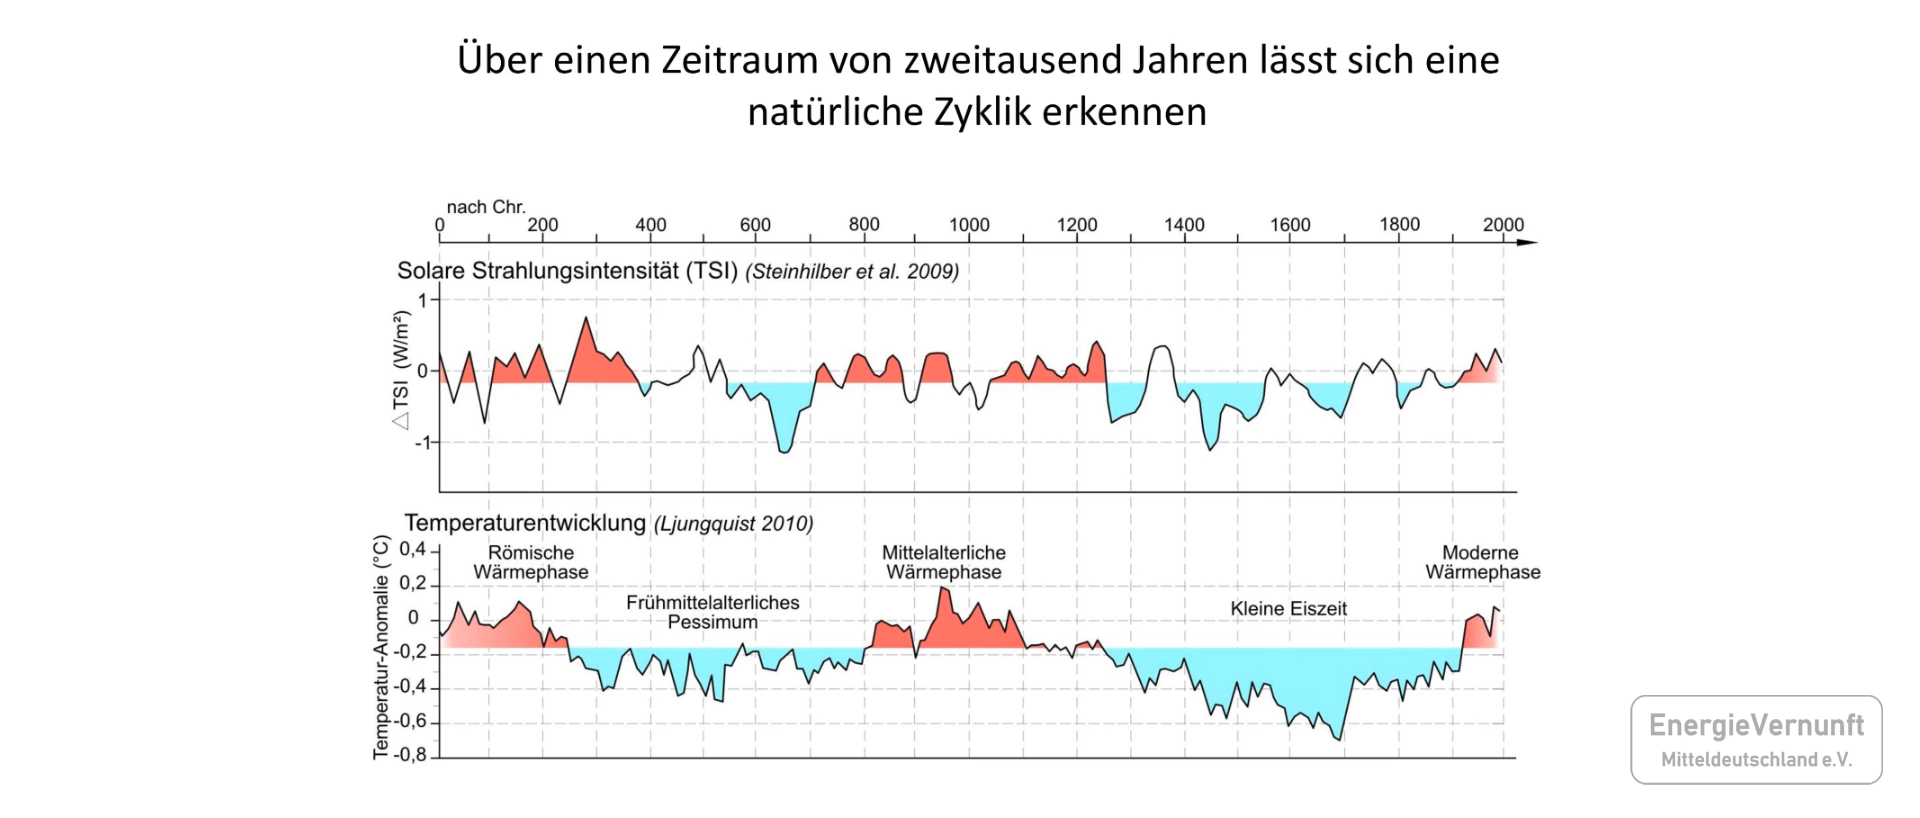 Über einen Zeitraum von zweitausend Jahren lässt sich eine
natürliche Zyklik erkennen
nach Chr.
0 200 400 600 800 1000 1200 1400 1600 1800 2000
Solare Strahlungsintensität (TSI) (Steinhilber et al. 2009)
△TSI (W/m²)
1
0
-1
Temperaturentwicklung (Ljungquist 2010)
Temperatur-Anomalie (°C)
0,4
0,2
0
-0,2
-0,4
-0,6
-0,8
Römische
Wärmephase
Frühmittelalterliches
Pessimum
Mittelalterliche
Wärmephase
Kleine Eiszeit
Moderne
Wärmephase
EnergieVernunft
Mitteldeutschland e.V.